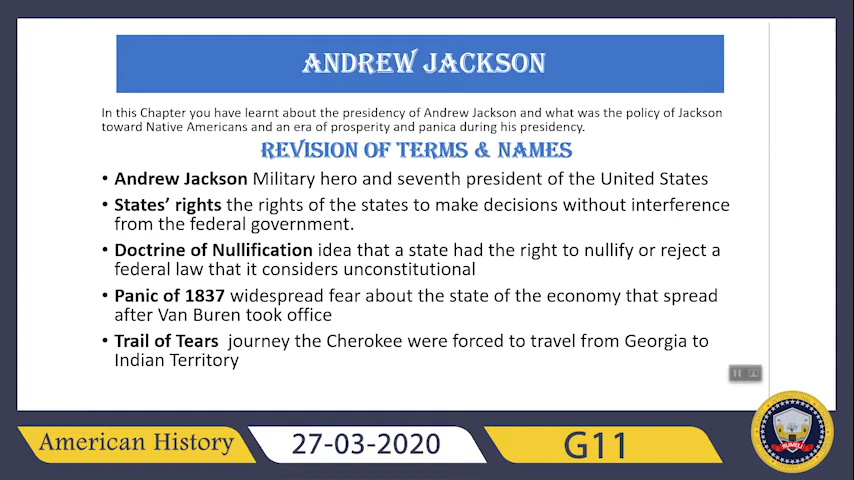 ANDREW JACKSON
In this Chapter you have learnt about the presidency of Andrew Jackson and what was the policy of Jackson
toward Native Americans and an era of prosperity and panica during his presidency.
REVISION OF TERMS & NAMES
• Andrew Jackson Military hero and seventh president of the United States
• States' rights the rights of the states to make decisions without interference
from the federal government.
• Doctrine of Nullification idea that a state had the right to nullify or reject a
federal law that it considers unconstitutional
• Panic of 1837 widespread fear about the state of the economy that spread
after Van Buren took office
• Trail of Tears journey the Cherokee were forced to travel from Georgia to
Indian Territory
American History
27-03-2020
G11